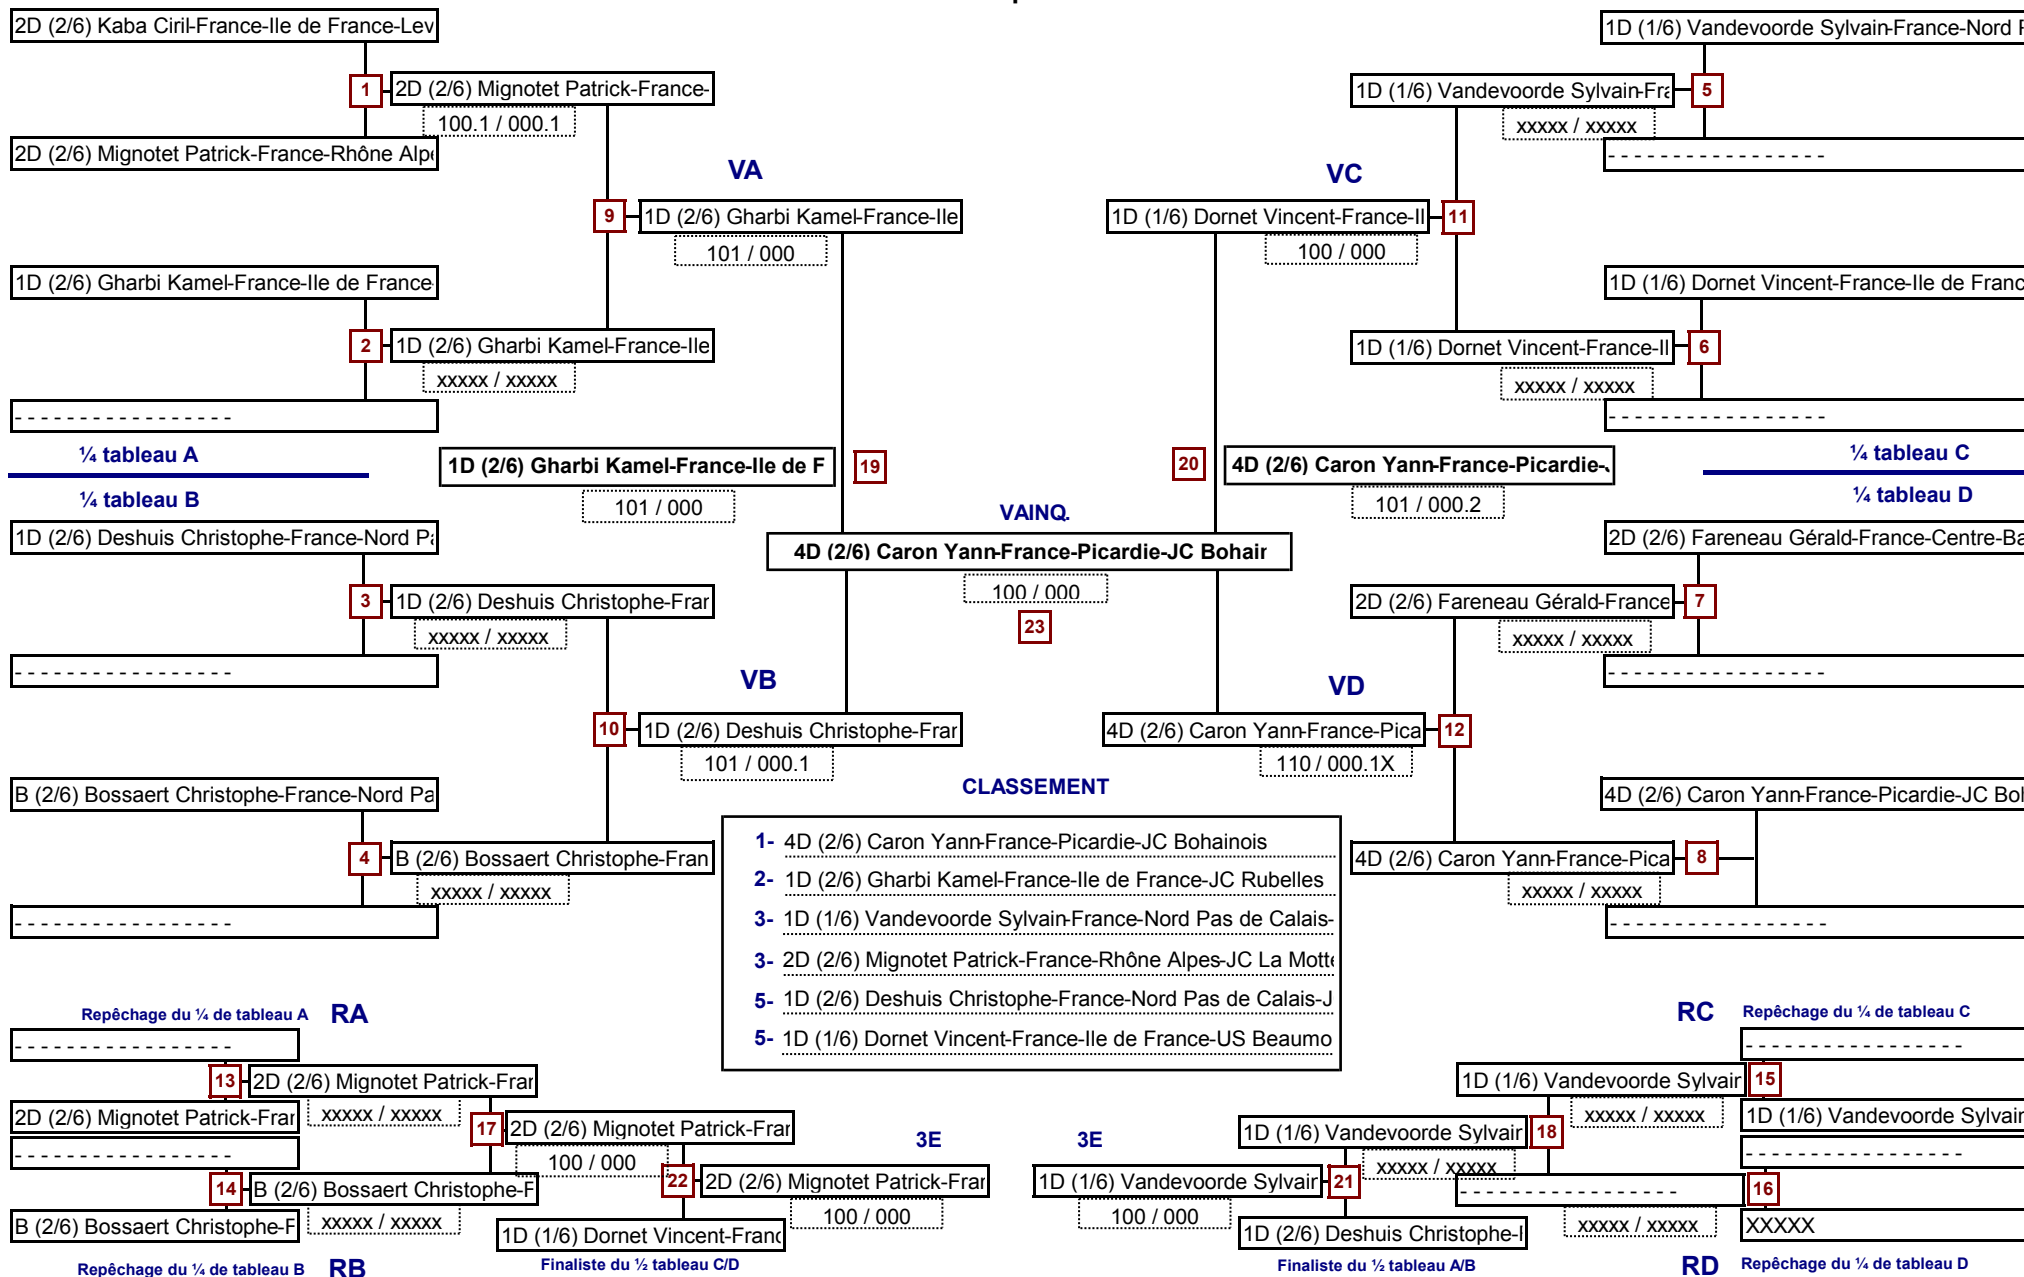 2D (2/6) Kaba Ciril-France-Ile de France-Lev
1
2D (2/6) Mignotet Patrick-France-
100.1 / 000.1
2D (2/6) Mignotet Patrick-France-Rhône Alp
VA
9
1D (2/6) Gharbi Kamel-France-Ile
101 / 000
1D (2/6) Gharbi Kamel-France-Ile de France
2
1D (2/6) Gharbi Kamel-France-Ile
xxxxx / xxxxx
- - - - - - - - - - - - - - - - -
¼ tableau A
¼ tableau B
1D (2/6) Gharbi Kamel-France-Ile de F
19
101 / 000
1D (2/6) Deshuis Christophe-France-Nord Pa
3
1D (2/6) Deshuis Christophe-Fran
xxxxx / xxxxx
- - - - - - - - - - - - - - - - -
VB
10
1D (2/6) Deshuis Christophe-Fran
101 / 000.1
B (2/6) Bossaert Christophe-France-Nord Pa
4
B (2/6) Bossaert Christophe-Fran
xxxxx / xxxxx
- - - - - - - - - - - - - - - - -
1D (1/6) Vandevoorde Sylvain-France-Nord P
1D (1/6) Vandevoorde Sylvain-Fra
5
xxxxx / xxxxx
- - - - - - - - - - - - - - - - -
VC
1D (1/6) Dornet Vincent-France-Il
11
100 / 000
1D (1/6) Dornet Vincent-France-Ile de Franc
1D (1/6) Dornet Vincent-France-Il
6
xxxxx / xxxxx
- - - - - - - - - - - - - - - - -
¼ tableau C
¼ tableau D
20
4D (2/6) Caron Yann-France-Picardie-J
101 / 000.2
VAINQ.
4D (2/6) Caron Yann-France-Picardie-JC Bohain
100 / 000
23
2D (2/6) Fareneau Gérald-France-Centre-Ba
2D (2/6) Fareneau Gérald-France
7
xxxxx / xxxxx
- - - - - - - - - - - - - - - - -
VD
4D (2/6) Caron Yann-France-Pica
12
110 / 000.1X
4D (2/6) Caron Yann-France-Picardie-JC Boh
4D (2/6) Caron Yann-France-Pica
8
xxxxx / xxxxx
- - - - - - - - - - - - - - - - -
CLASSEMENT
1- 4D (2/6) Caron Yann-France-Picardie-JC Bohainois
2- 1D (2/6) Gharbi Kamel-France-Ile de France-JC Rubelles
3- 1D (1/6) Vandevoorde Sylvain-France-Nord Pas de Calais-
3- 2D (2/6) Mignotet Patrick-France-Rhône Alpes-JC La Motte
5- 1D (2/6) Deshuis Christophe-France-Nord Pas de Calais-J
5- 1D (1/6) Dornet Vincent-France-Ile de France-US Beaumo
Repêchage du ¼ de tableau A RA
- - - - - - - - - - - - - - - - -
13
2D (2/6) Mignotet Patrick-Fran
2D (2/6) Mignotet Patrick-Fran
xxxxx / xxxxx
- - - - - - - - - - - - - - - - -
17
2D (2/6) Mignotet Patrick-Fran
100 / 000
14
B (2/6) Bossaert Christophe-F
B (2/6) Bossaert Christophe-F
xxxxx / xxxxx
Repêchage du ¼ de tableau B RB
22
3E
2D (2/6) Mignotet Patrick-Fran
100 / 000
1D (1/6) Dornet Vincent-Franc
Finaliste du ½ tableau C/D
RC Repêchage du ¼ de tableau C
- - - - - - - - - - - - - - - - -
1D (1/6) Vandevoorde Sylvain
15
xxxxx / xxxxx
1D (1/6) Vandevoorde Sylvain
1D (1/6) Vandevoorde Sylvain
18
xxxxx / xxxxx
- - - - - - - - - - - - - - - - -
3E
1D (1/6) Vandevoorde Sylvain
21
100 / 000
- - - - - - - - - - - - - - - - -
16
xxxxx / xxxxx
XXXXX
1D (2/6) Deshuis Christophe-F
Finaliste du ½ tableau A/B
RD Repêchage du ¼ de tableau D